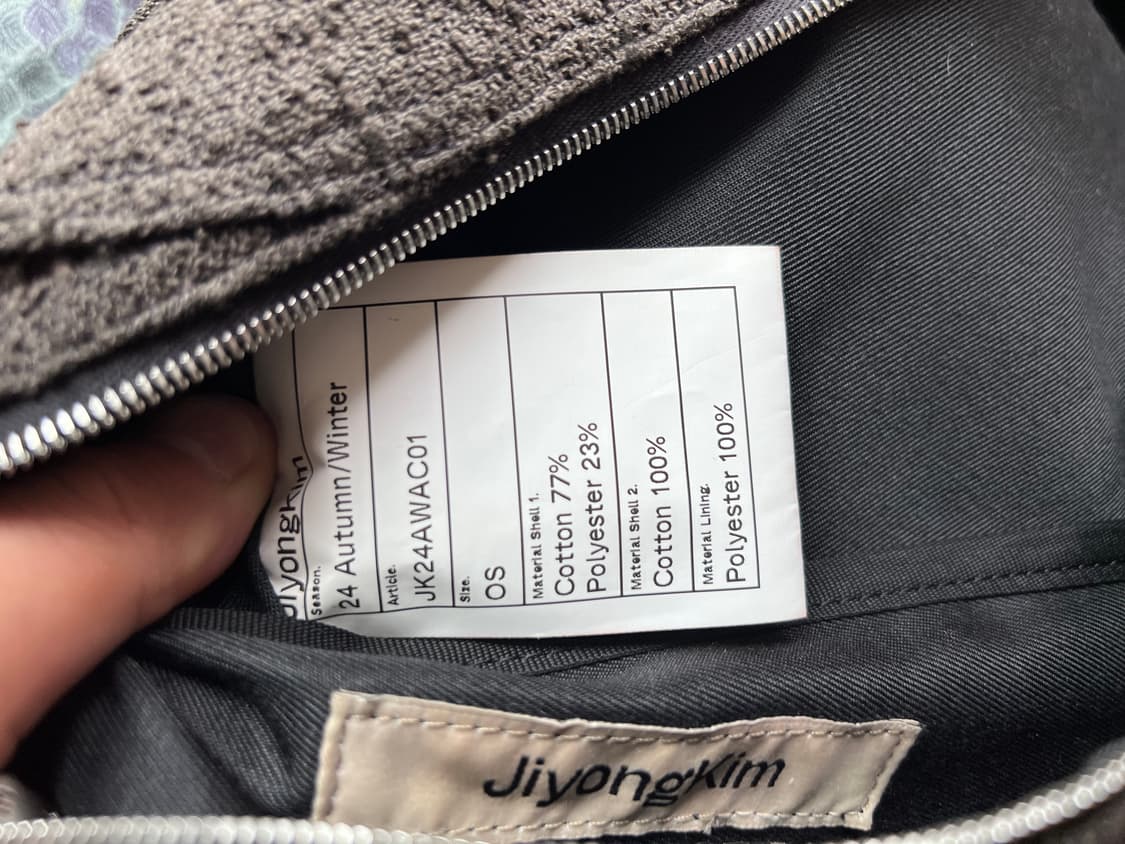 JiyongKim
Season.
24 Autumn/Winter
Article.
JK24AWAC01
Size.
OS
Material Shell 1.
Cotton 77%
Polyester 23%
Material Shell 2.
Cotton 100%
Material Lining.
Polyester 100%
JiyongKim